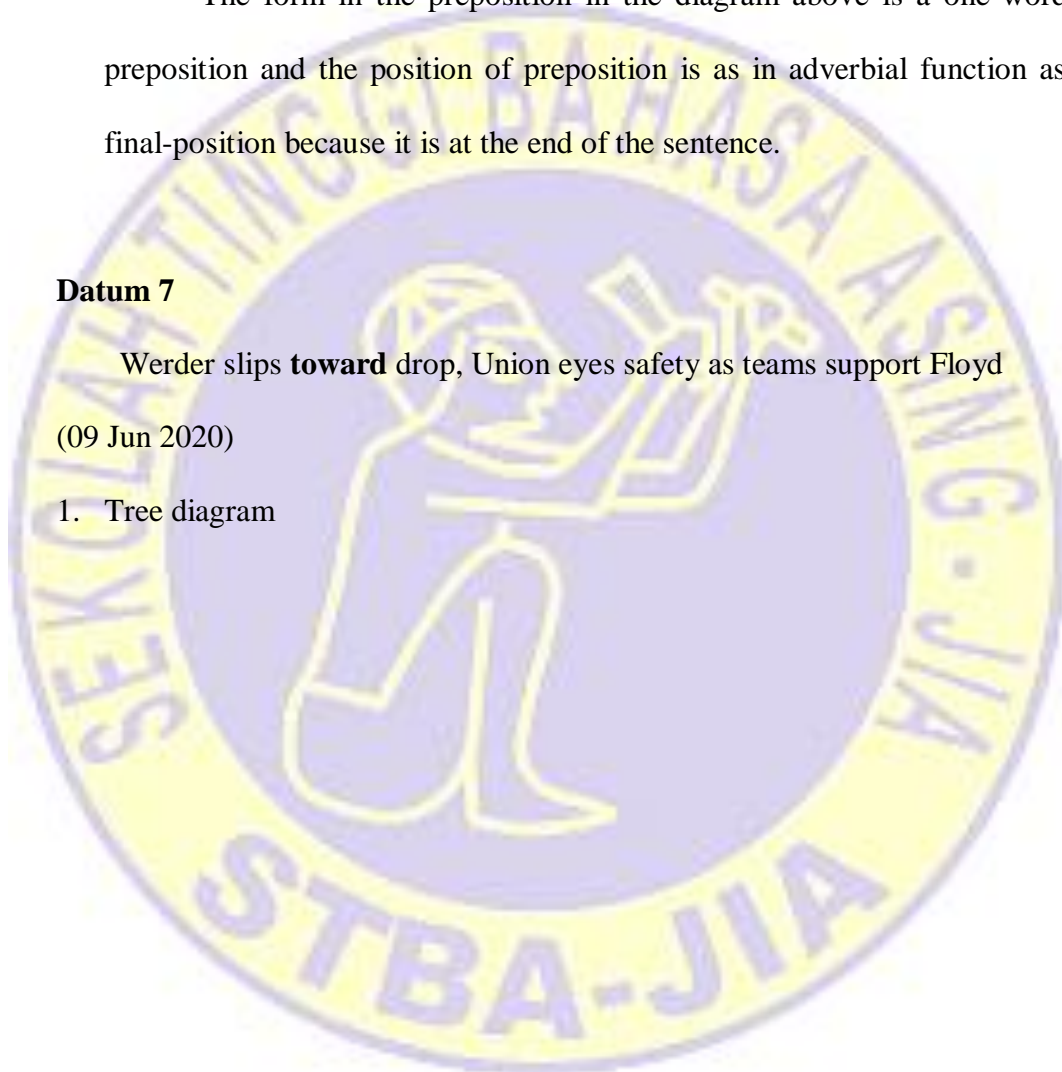 The form in the preposition in the diagram above is a one word
preposition and the position of preposition is as in adverbial function as
final-position because it is at the end of the sentence.
Datum 7
Werder slips toward drop, Union eyes safety as teams support Floyd
(09 Jun 2020)
1. Tree diagram
SEKOLAH TINGGI BAHASA ASING · JIA
STBA-JIA